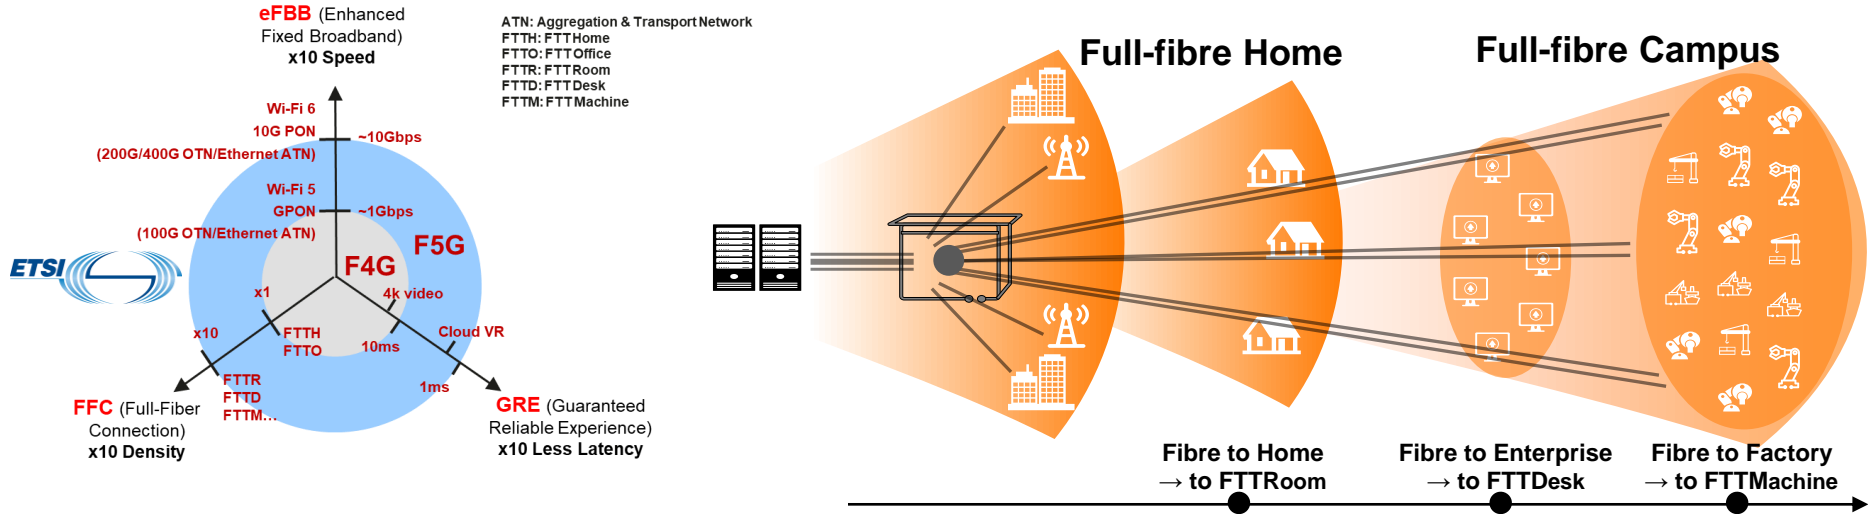 eFBB (Enhanced
Fixed Broadband)
x10 Speed
ATN: Aggregation & Transport Network
FTTH: FTT Home
FTTO: FTT Office
FTTR: FTT Room
FTTD: FTT Desk
FTTM: FTT Machine
Wi-Fi 6
10G PON
~10Gbps
(200G/400G OTN/Ethernet ATN)
Wi-Fi 5
GPON
~1Gbps
(100G OTN/Ethernet ATN)
F5G
F4G
ETSI
x1
4k video
x10
FTTH
FTTO
10ms
Cloud VR
FTTR
FTTD
FTTM...
1ms
FFC (Full-Fiber
Connection)
x10 Density
GRE (Guaranteed
Reliable Experience)
x10 Less Latency
Full-fibre Home
Full-fibre Campus
Fibre to Home
→ to FTTRoom
Fibre to Enterprise
→ to FTTDesk
Fibre to Factory
→ to FTTMachine